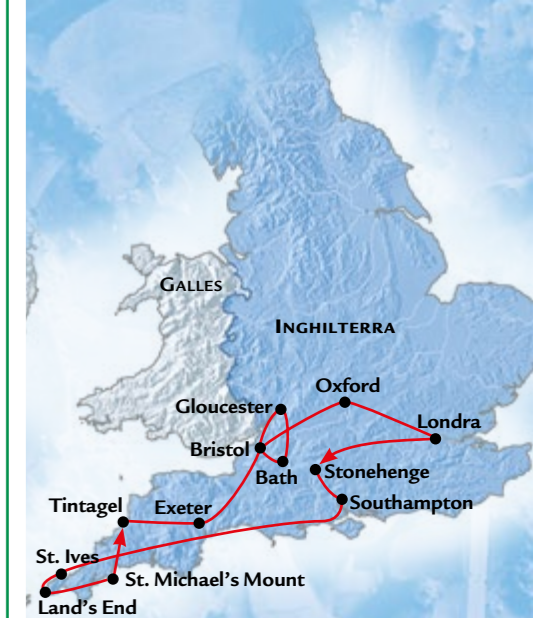 GALLES
INGHILTERRA
Oxford
Gloucester
Londra
Bristol
Bath
Stonehenge
Southampton
Tintagel
Exeter
St. Ives
St. Michael's Mount
Land's End